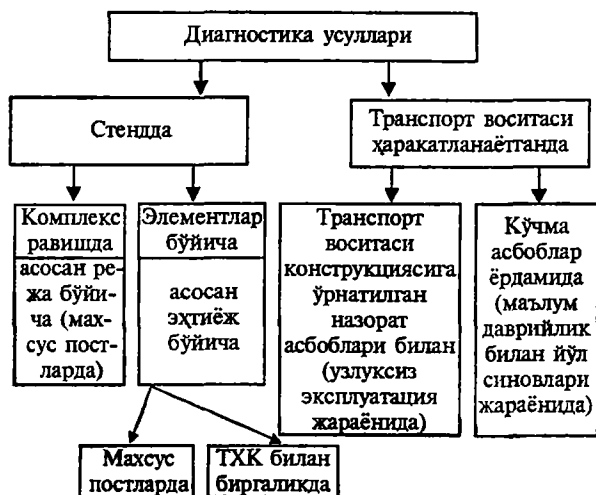 Диагностика усуллари
Стендда
Транспорт воситаси
ҳаракатланаётганда
Комплекс
равишда
асосан ре-
жа бўйи-
ча (мах-
сус пост-
ларда)
Элементлар
бўйича
асосан
эҳтиёж
бўйича
Транспорт
воситаси
конструкциясига
ўрнатилган
назорат
асбоблари билан
(узлуксиз
эксплуатация
жараёнида)
Кўчма
асбоблар
ёрдамида
(маълум
даврийлик
билан йўл
синовлари
жараёнида)
Махсус
постларда
ТХК билан
биргаликда